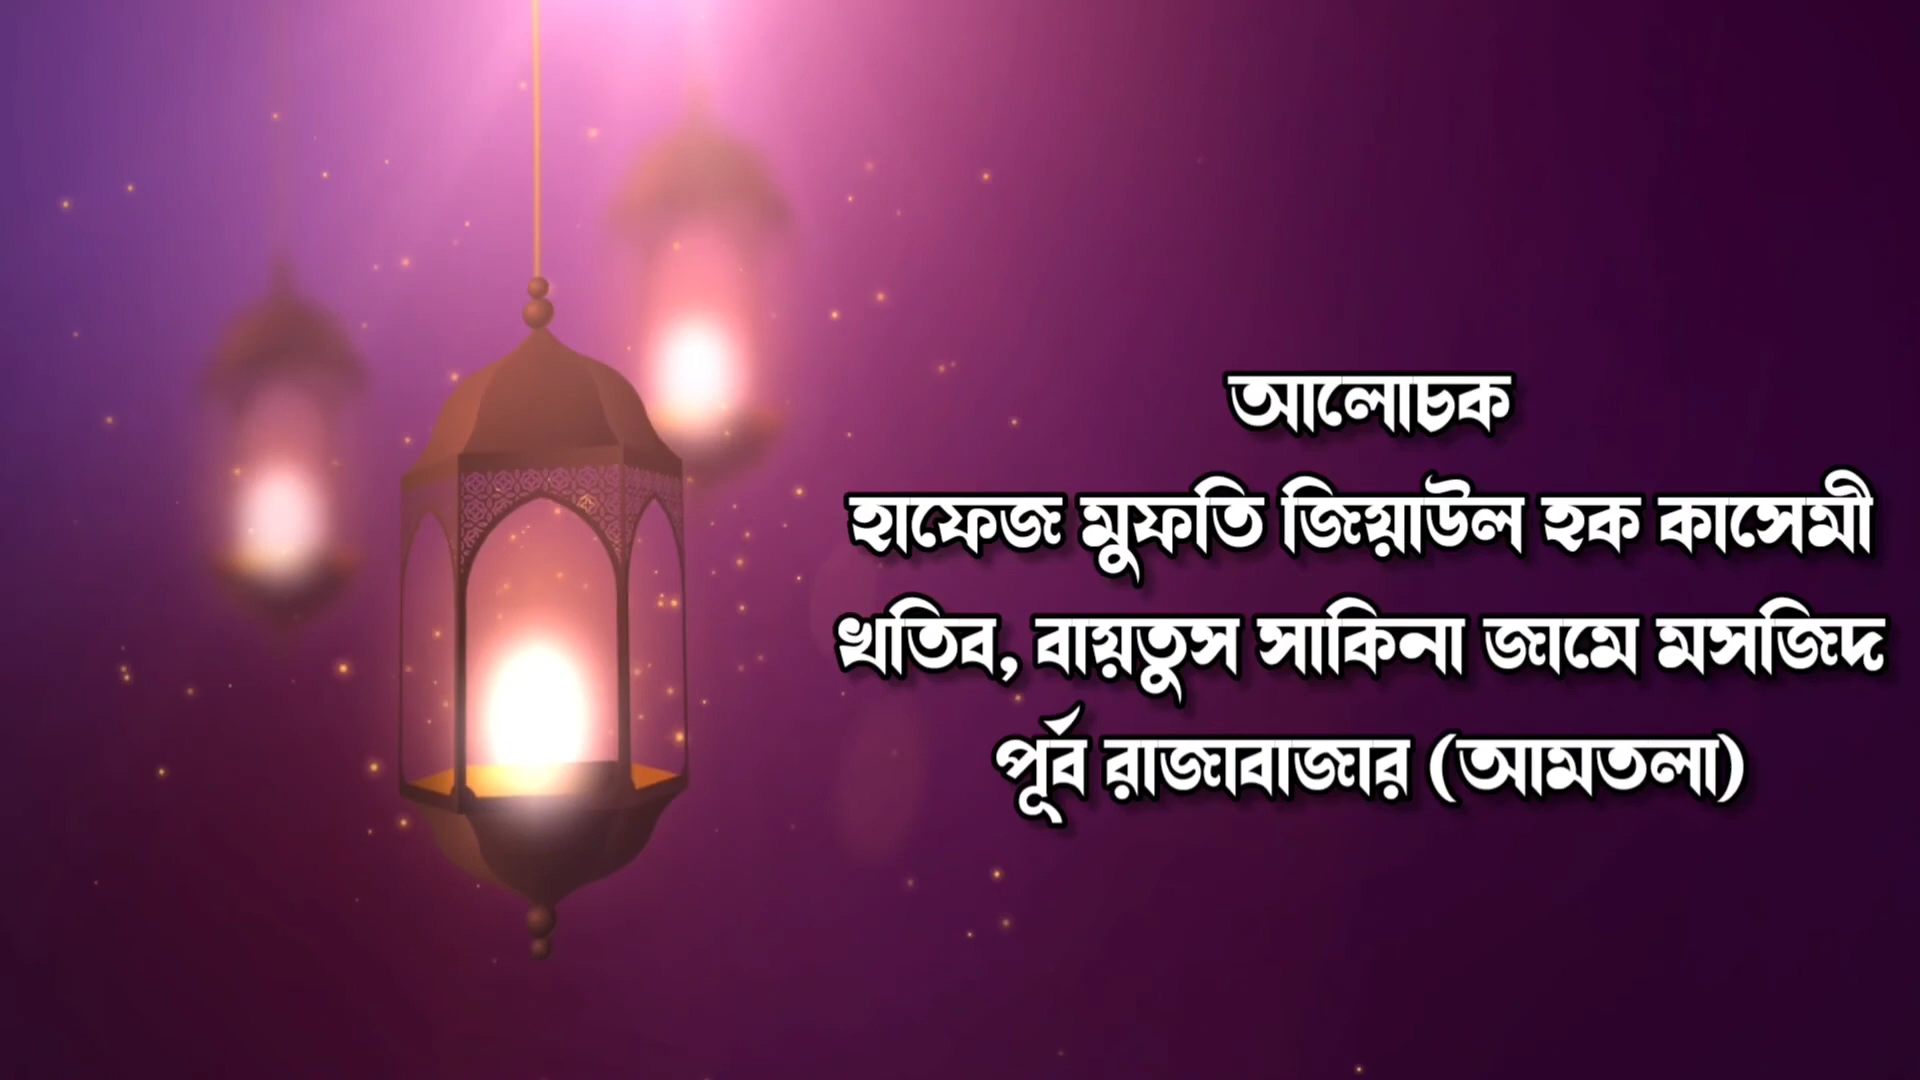 আলোচক
হাফেজ মুফতি জিয়াউল হক কাসেমী
খতিব, বায়তুস সাকিনা জামে মসজিদ
পূর্ব রাজাবাজার (আমতলা)